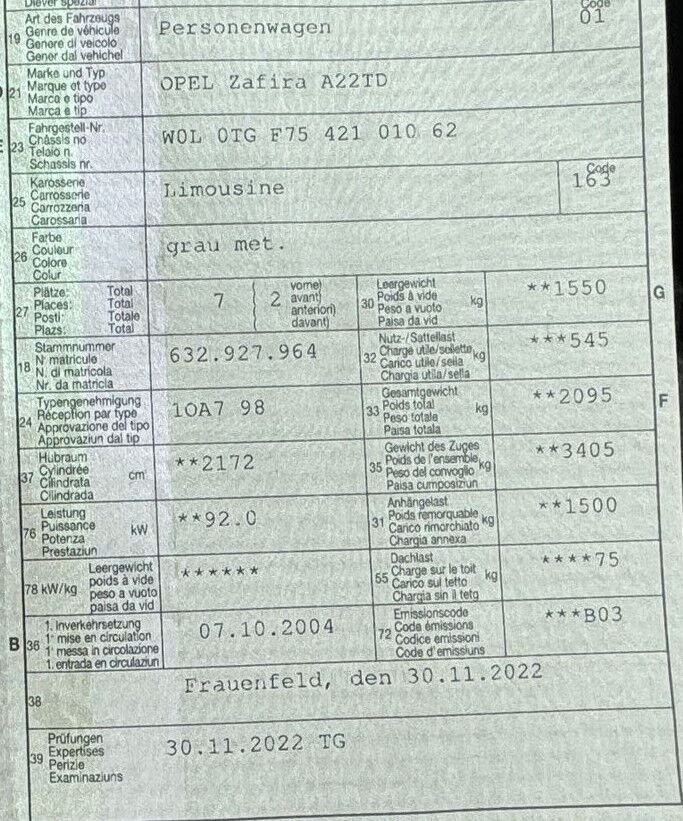 Diever spezial
19 Art des Fahrzeugs
Genre de véhicule
Genere di veicolo
Gener dal vehichel
Personenwagen
Code
01
21 Marke und Typ
Marque et type
Marca e tipo
Marca e tip
OPEL Zafira A22TD
23 Fahrgestell-Nr.
Châssis no
Telaio n.
Schassis nr.
W0L 0TG F75 421 010 62
25 Karosserie
Carrosserie
Carrozzeria
Carossaria
Limousine
Code
163
26 Farbe
Couleur
Colore
Colur
grau met.
27 Plätze: Total
Places: Total
Posti: Totale
Plazs: Total
7 { 2 vorne)
avant)
anteriori)
davant)
30 Leergewicht
Poids à vide
Peso a vuoto
Paisa da vid
kg
**1550
G
18 Stammnummer
N° matricule
N. di matricola
Nr. da matricla
632.927.964
32 Nutz-/Sattellast
Charge utile/sellette
Carico utile/sella
Chargia utila/sella
kg
***545
24 Typengenehmigung
Réception par type
Approvazione del tipo
Approvaziun dal tip
1OA7 98
33 Gesamtgewicht
Poids total
Peso totale
Paisa totala
kg
**2095
F
37 Hubraum
Cylindrée
Cilindrata
Cilindrada
cm³
**2172
35 Gewicht des Zuges
Poids de l'ensemble
Peso del convoglio
Paisa cumposiziun
kg
**3405
76 Leistung
Puissance
Potenza
Prestaziun
kW
**92.0
31 Anhängelast
Poids remorquable
Carico rimorchiato
Chargia annexa
kg
**1500
78 kW/kg Leergewicht
poids à vide
peso a vuoto
paisa da vid
******
55 Dachlast
Charge sur le toit
Carico sul tetto
Chargia sin il tetg
kg
****75
B 36 1. Inverkehrsetzung
1re mise en circulation
1a messa in circolazione
1. entrada en circulaziun
07.10.2004
72 Emissionscode
Code émissions
Codice emissioni
Code d'emissiuns
***B03
38 Frauenfeld, den 30.11.2022
39 Prüfungen
Expertises
Perizie
Examinaziuns
30.11.2022 TG